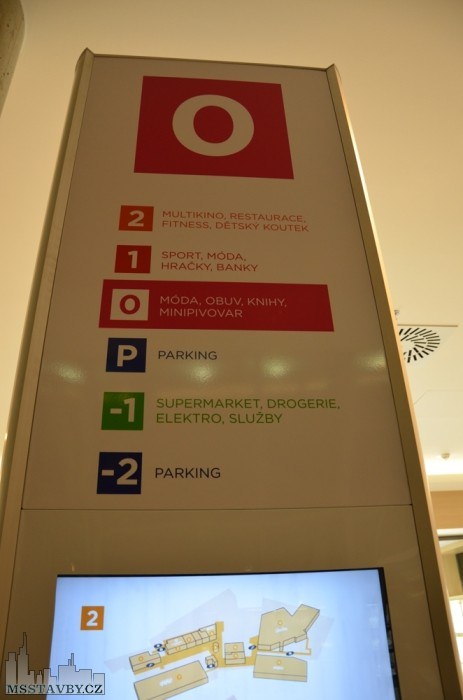 0
2 MULTIKINO, RESTAURACE,
FITNESS, DĚTSKÝ KOUTEK
1 SPORT, MÓDA,
HRAČKY, BANKY
0 MÓDA, OBUV, KNIHY,
MINIPIVOVAR
P PARKING
-1 SUPERMARKET, DROGERIE,
ELEKTRO, SLUŽBY
-2 PARKING
2
MSSTAVBY.CZ